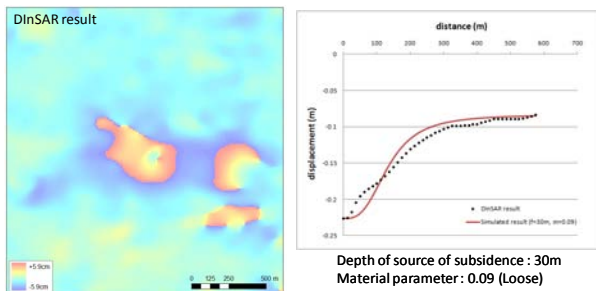 DInSAR result
+5.9cm
-5.9cm
0 125 250 500 m
distance (m)
0 100 200 300 400 500 600 700
0
-0.05
-0.1
-0.15
-0.2
-0.25
displacement (m)
DInSAR result
Simulated result (f=30m, m=0.09)
Depth of source of subsidence : 30m
Material parameter : 0.09 (Loose)